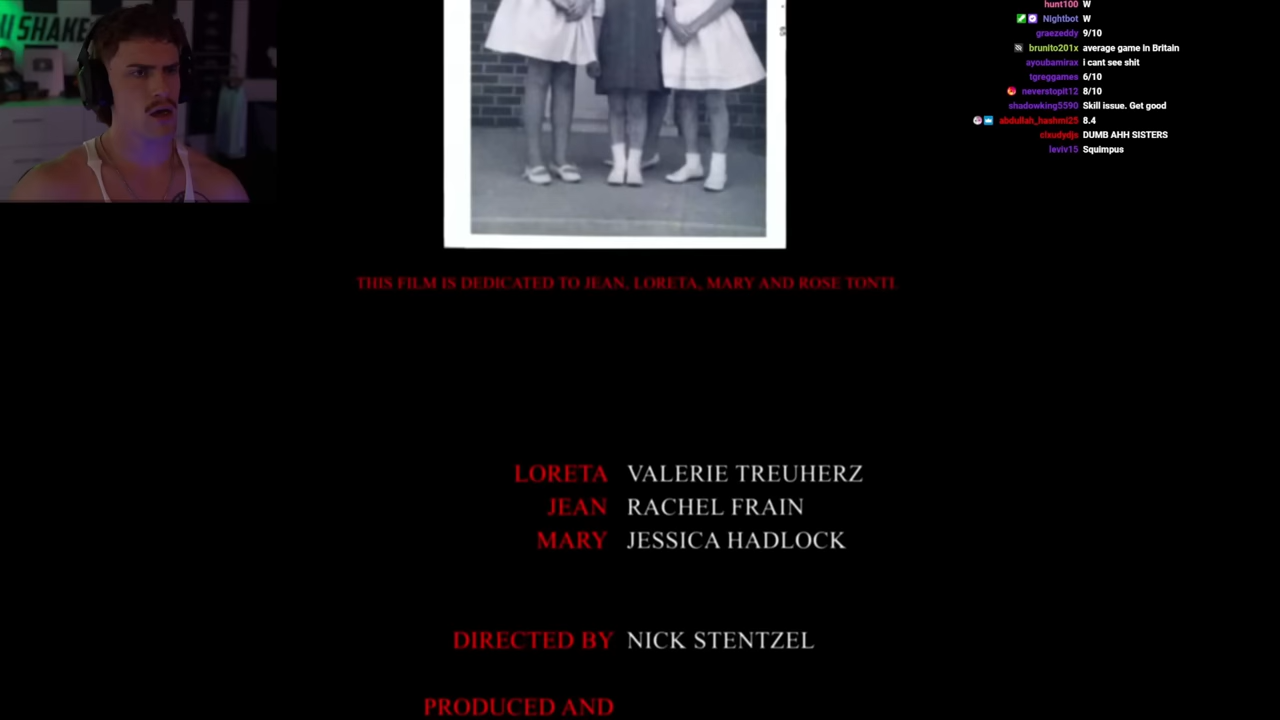 SHAKE
hunt100 W
Nightbot W
graezeddy 9/10
brunito201x average game in Britain
ayoubamirax i cant see shit
tgreggames 6/10
neverstopit12 8/10
shadowking5590 Skill issue. Get good
abdullah_hashmi25 8.4
clxudydjs DUMB AHH SISTERS
leviv15 Squimpus
THIS FILM IS DEDICATED TO JEAN, LORETA, MARY AND ROSE TONTI.
LORETA VALERIE TREUHERZ
JEAN RACHEL FRAIN
MARY JESSICA HADLOCK
DIRECTED BY NICK STENTZEL
PRODUCED AND